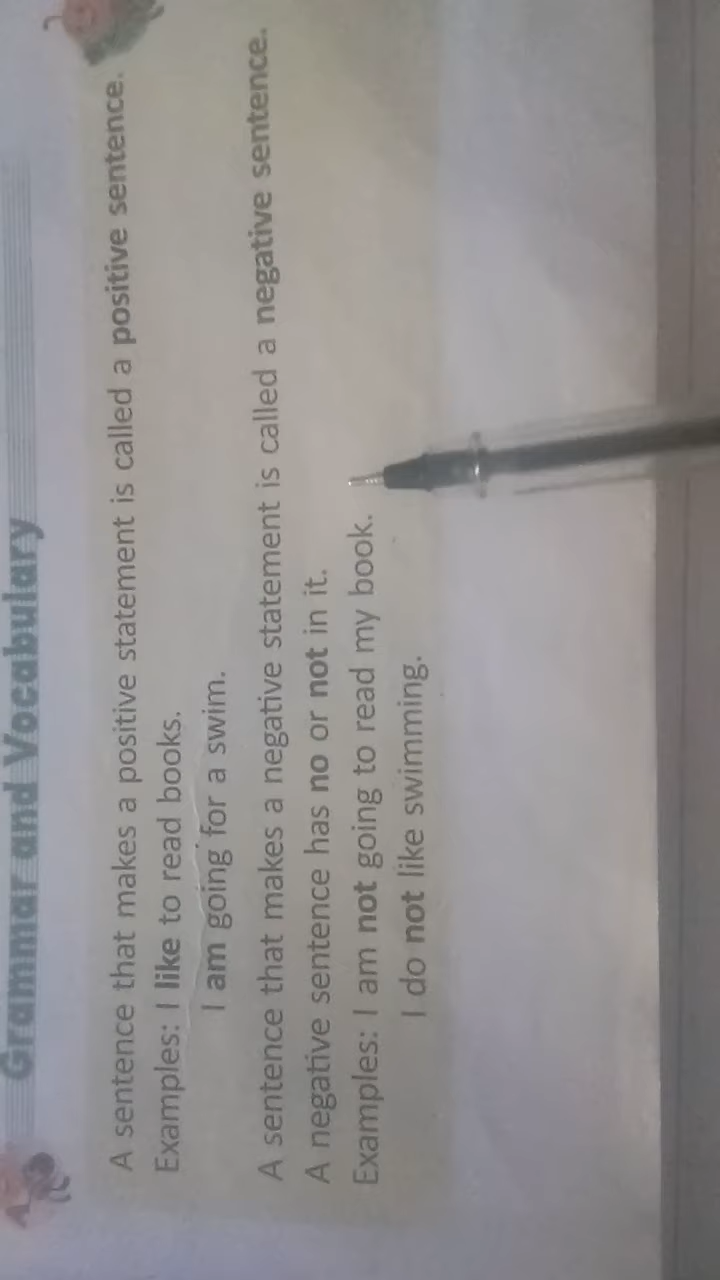 Grammar and Vocabulary
A sentence that makes a positive statement is called a positive sentence.
Examples: I like to read books.
I am going for a swim.
A sentence that makes a negative statement is called a negative sentence.
A negative sentence has no or not in it.
Examples: I am not going to read my book.
I do not like swimming.